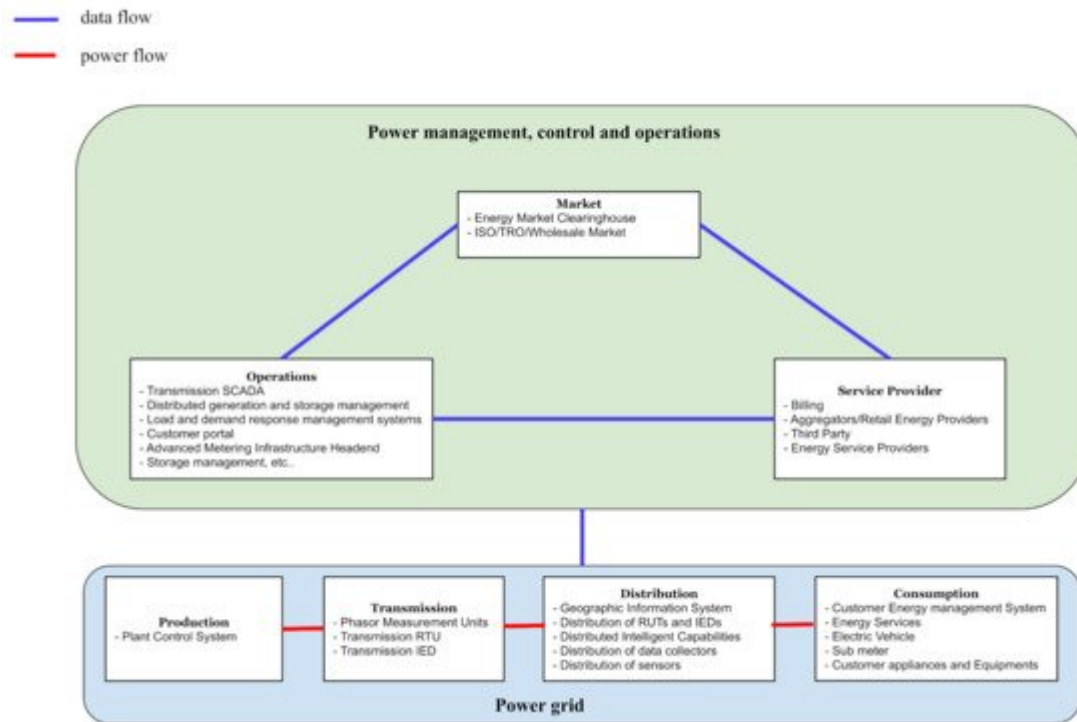 data flow
power flow
Power management, control and operations
Market
- Energy Market Clearinghouse
- ISO/TRO/Wholesale Market
Operations
- Transmission SCADA
- Distributed generation and storage management
- Load and demand response management systems
- Customer portal
- Advanced Metering Infrastructure Headend
- Storage management, etc..
Service Provider
- Billing
- Aggregators/Retail Energy Providers
- Third Party
- Energy Service Providers
Production
- Plant Control System
Transmission
- Phasor Measurement Units
- Transmission RTU
- Transmission IED
Distribution
- Geographic Information System
- Distribution of RUTs and IEDs
- Distributed Intelligent Capabilities
- Distribution of data collectors
- Distribution of sensors
Consumption
- Customer Energy management System
- Energy Services
- Electric Vehicle
- Sub meter
- Customer appliances and Equipments
Power grid